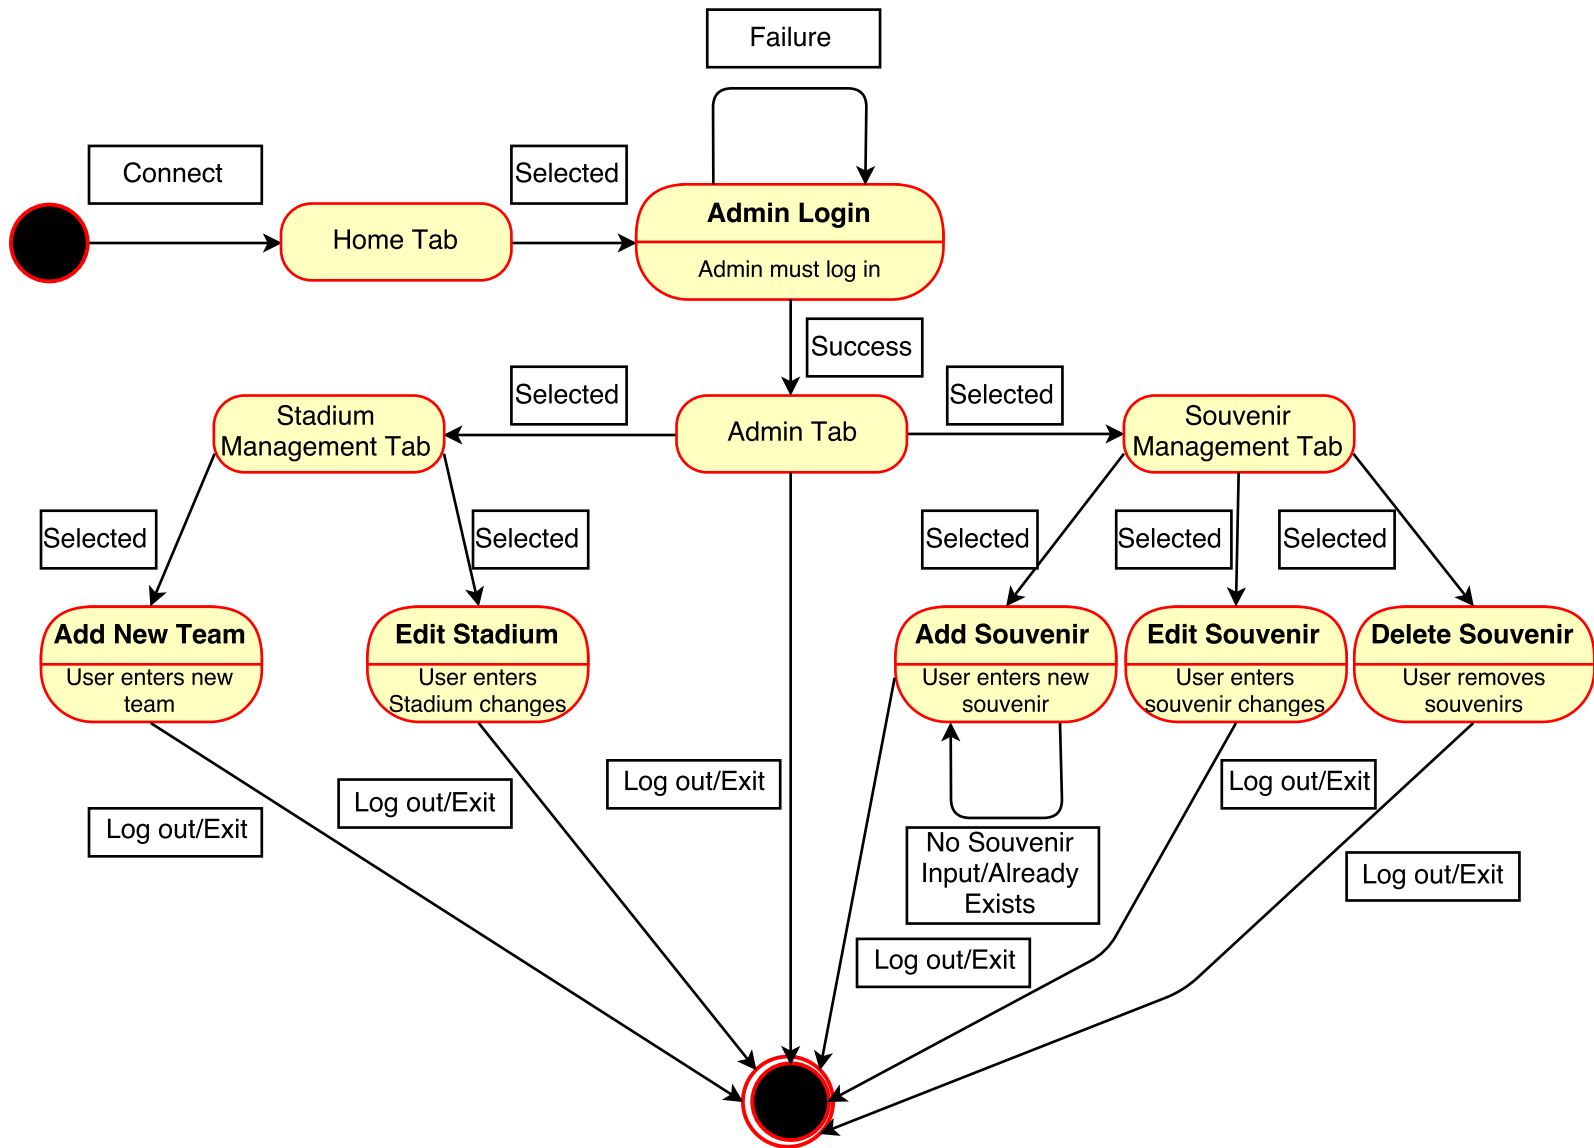 Failure
Connect
Selected
Home Tab
Admin Login
Admin must log in
Success
Selected
Selected
Stadium
Management Tab
Admin Tab
Souvenir
Management Tab
Selected
Selected
Selected
Selected
Selected
Add New Team
User enters new
team
Edit Stadium
User enters
Stadium changes
Add Souvenir
User enters new
souvenir
Edit Souvenir
User enters
souvenir changes
Delete Souvenir
User removes
souvenirs
Log out/Exit
Log out/Exit
Log out/Exit
Log out/Exit
No Souvenir
Input/Already
Exists
Log out/Exit
Log out/Exit